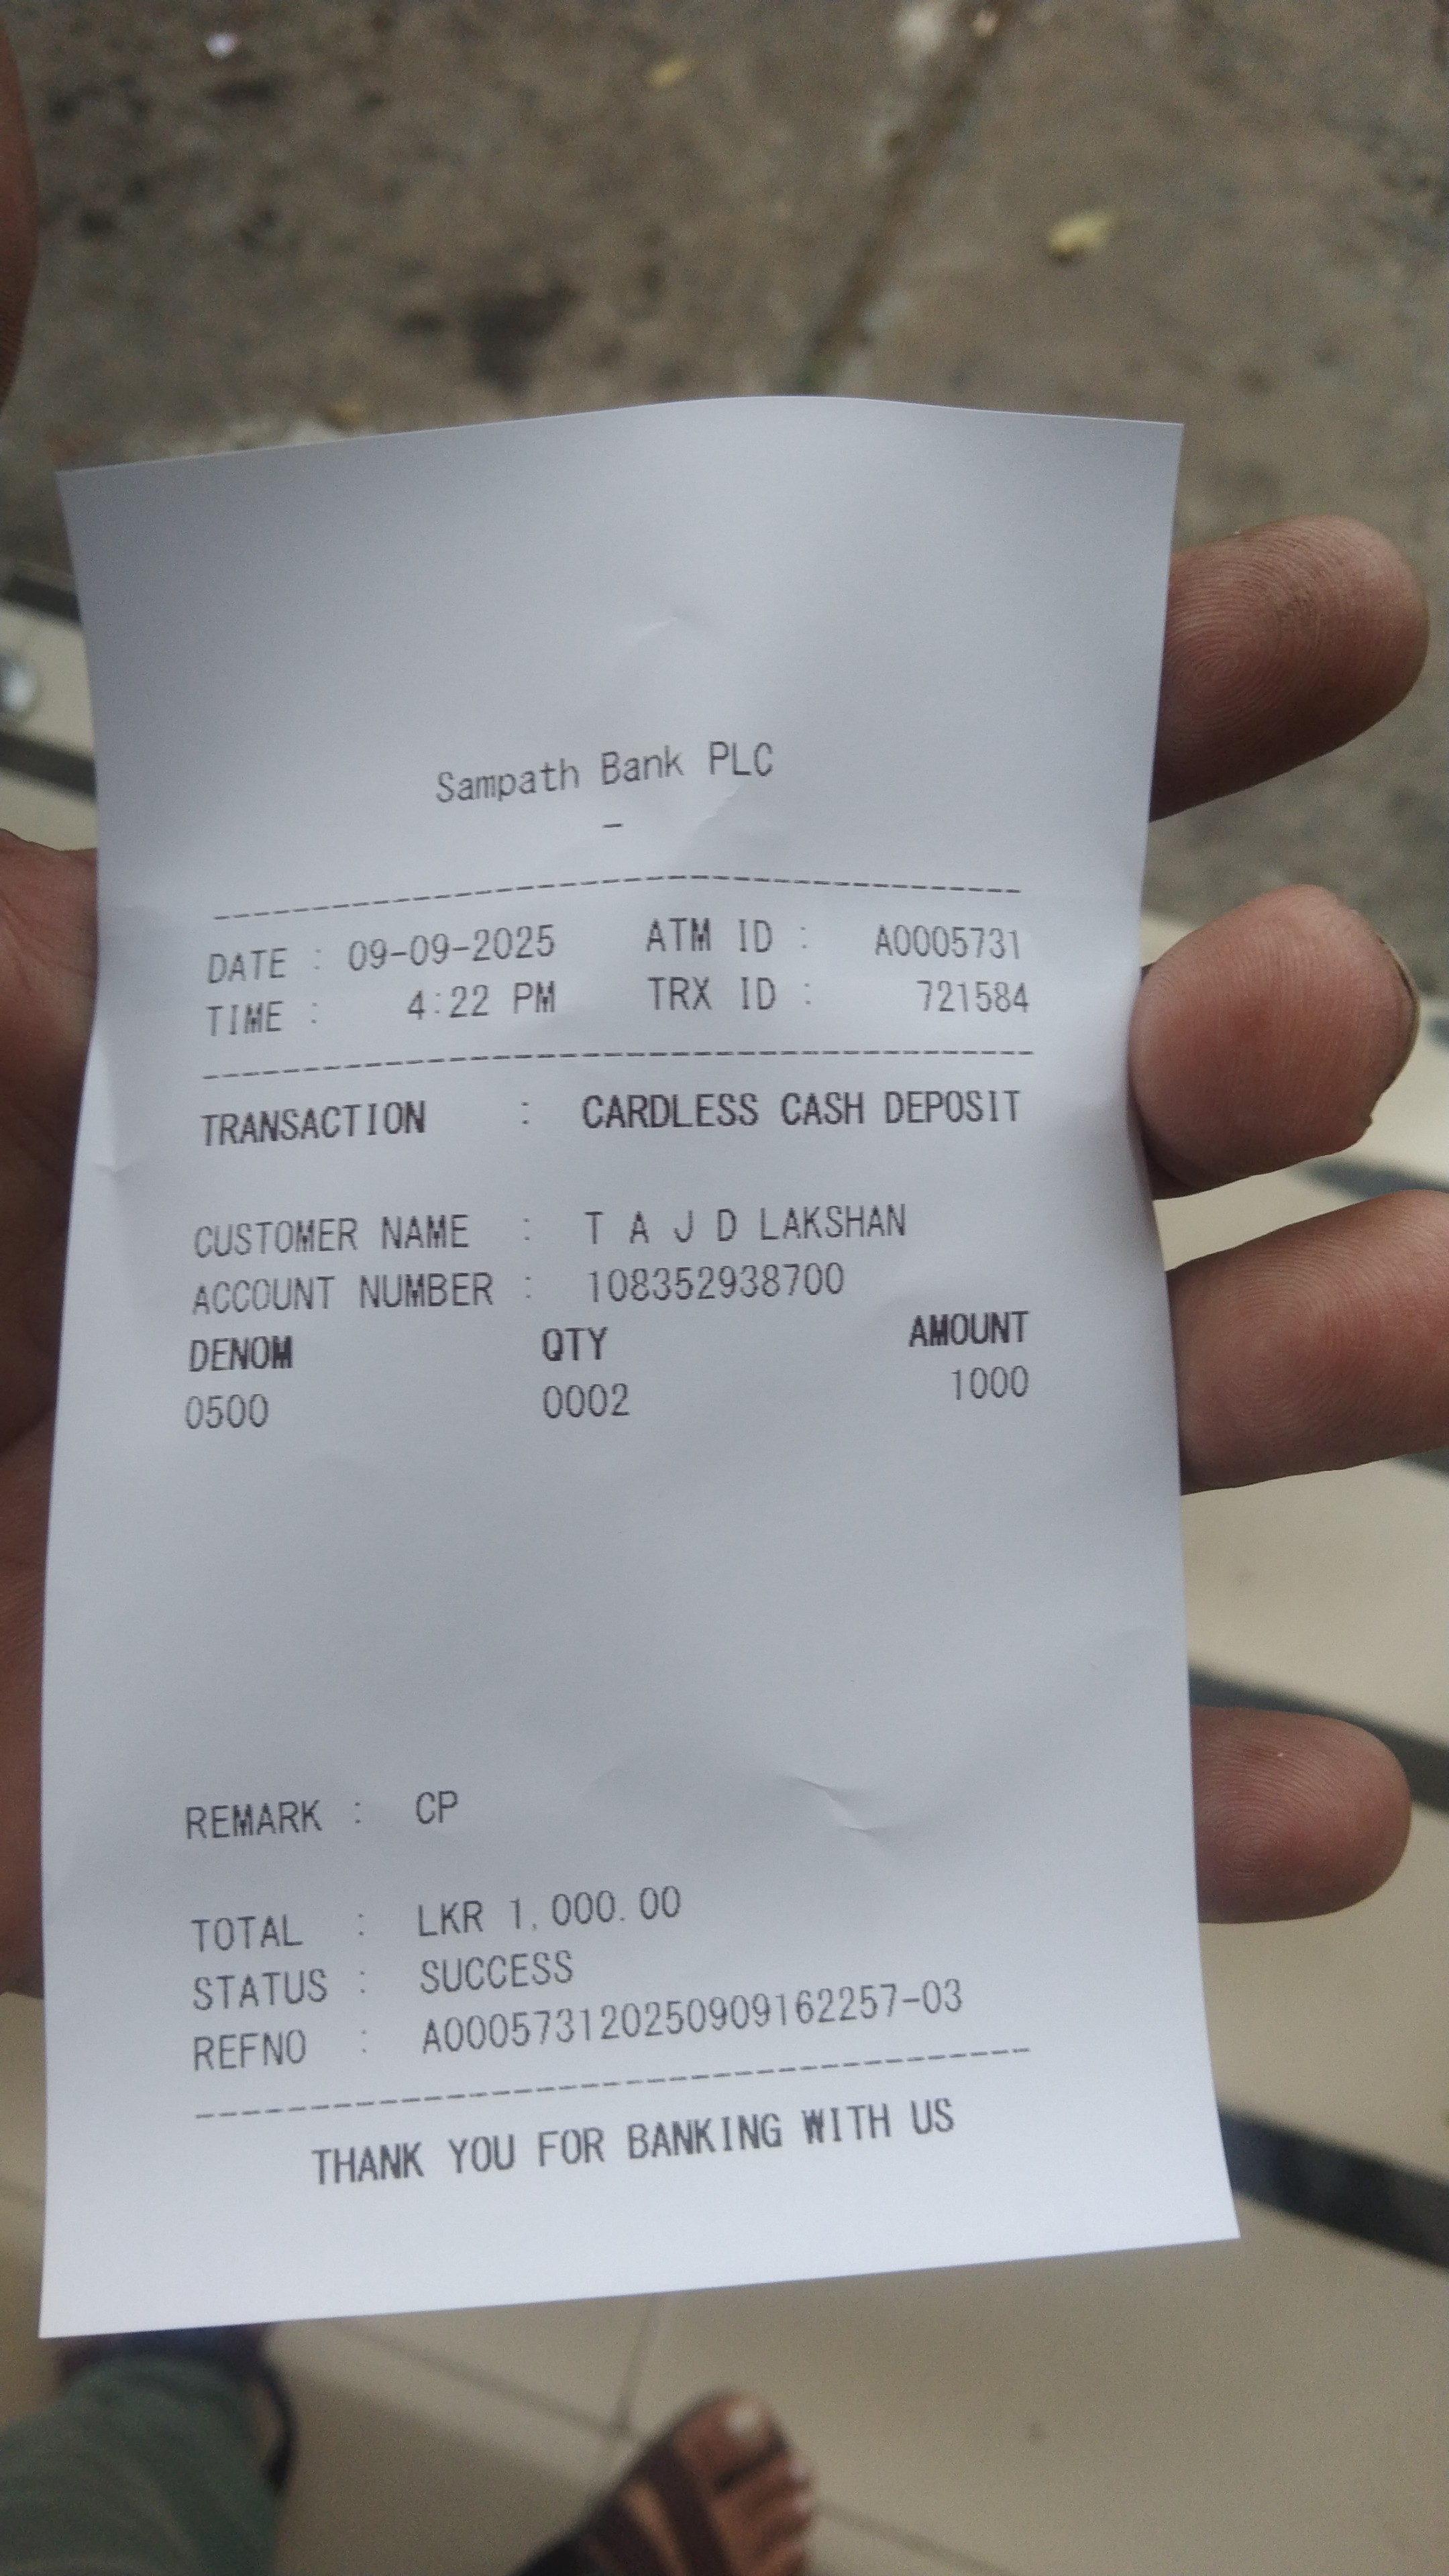 Sampath Bank PLC
-
DATE : 09-09-2025 ATM ID : A0005731
TIME : 4:22 PM TRX ID : 721584
TRANSACTION : CARDLESS CASH DEPOSIT
CUSTOMER NAME : T A J D LAKSHAN
ACCOUNT NUMBER : 108352938700
DENOM QTY AMOUNT
0500 0002 1000
REMARK : CP
TOTAL : LKR 1,000.00
STATUS : SUCCESS
REFNO : A000573120250909162257-03
THANK YOU FOR BANKING WITH US